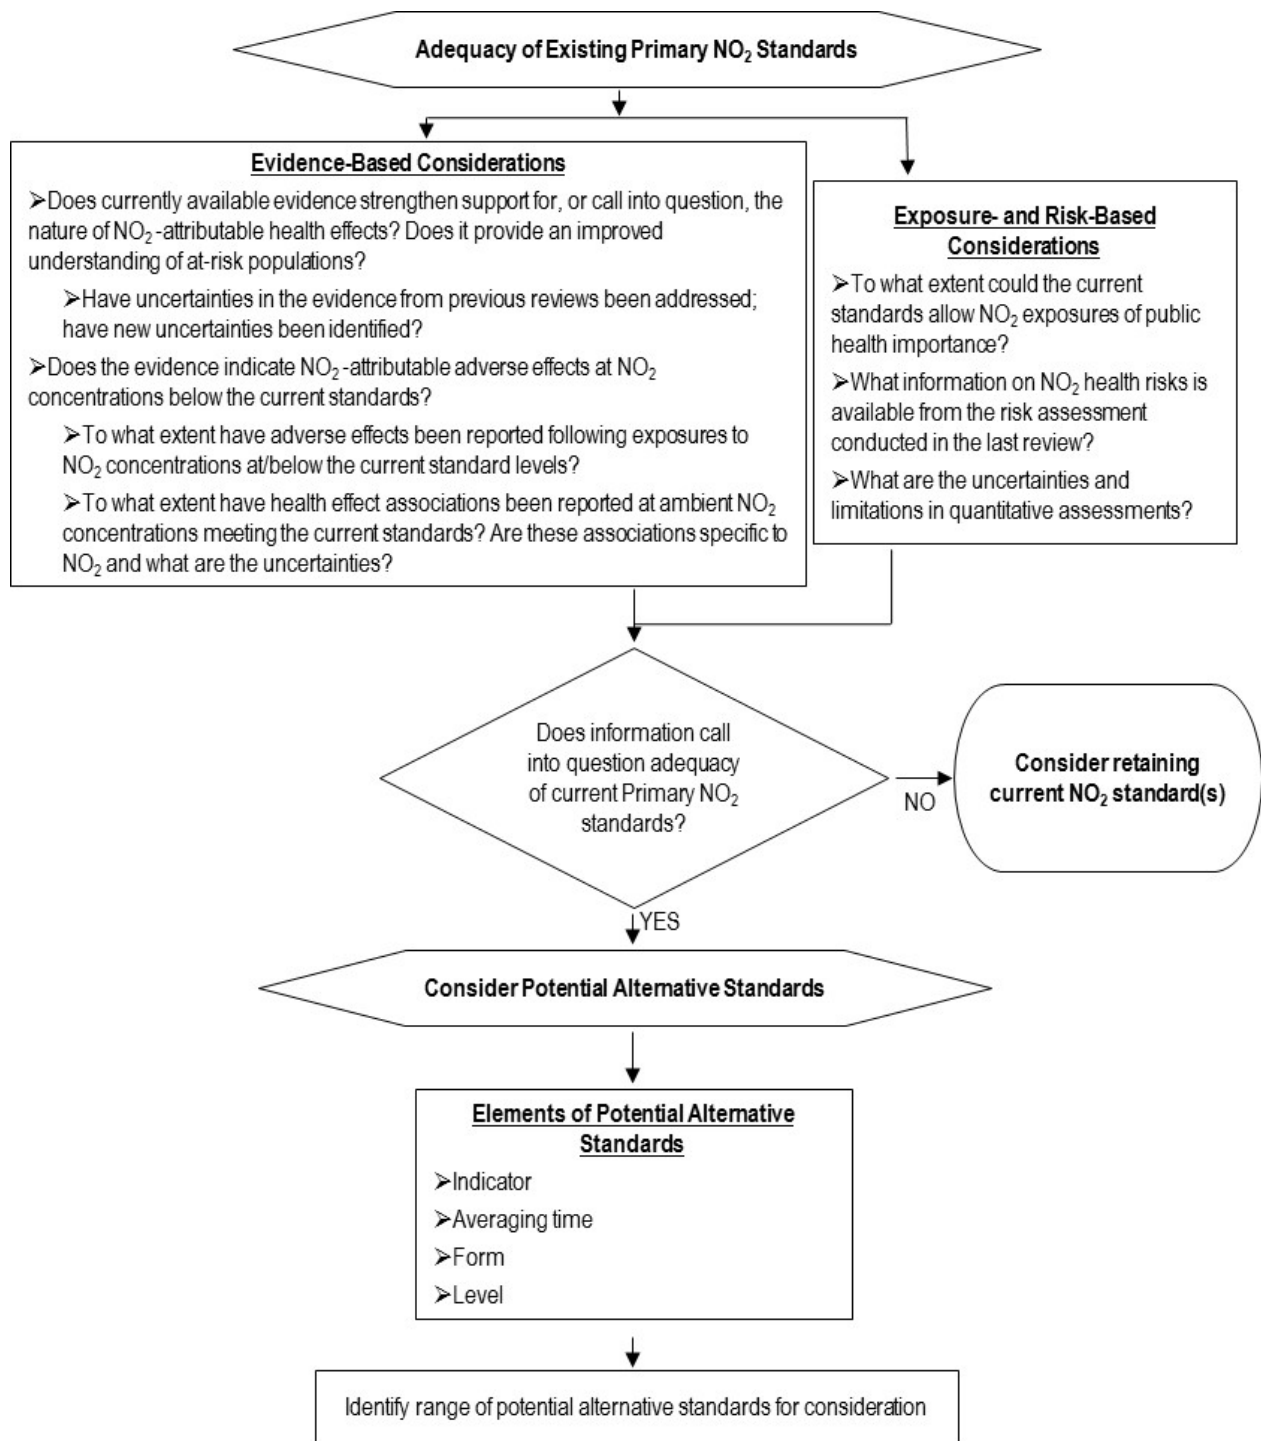 Adequacy of Existing Primary NO₂ Standards
Evidence-Based Considerations
➢Does currently available evidence strengthen support for, or call into question, the
nature of NO₂-attributable health effects? Does it provide an improved
understanding of at-risk populations?
➢Have uncertainties in the evidence from previous reviews been addressed;
have new uncertainties been identified?
➢Does the evidence indicate NO₂-attributable adverse effects at NO₂
concentrations below the current standards?
➢To what extent have adverse effects been reported following exposures to
NO₂ concentrations at/below the current standard levels?
➢To what extent have health effect associations been reported at ambient NO₂
concentrations meeting the current standards? Are these associations specific to
NO₂ and what are the uncertainties?
Exposure- and Risk-Based
Considerations
➢To what extent could the current
standards allow NO₂ exposures of public
health importance?
➢What information on NO₂ health risks is
available from the risk assessment
conducted in the last review?
➢What are the uncertainties and
limitations in quantitative assessments?
Does information call
into question adequacy
of current Primary NO₂
standards?
NO
Consider retaining
current NO₂ standard(s)
YES
Consider Potential Alternative Standards
Elements of Potential Alternative
Standards
➢Indicator
➢Averaging time
➢Form
➢Level
Identify range of potential alternative standards for consideration